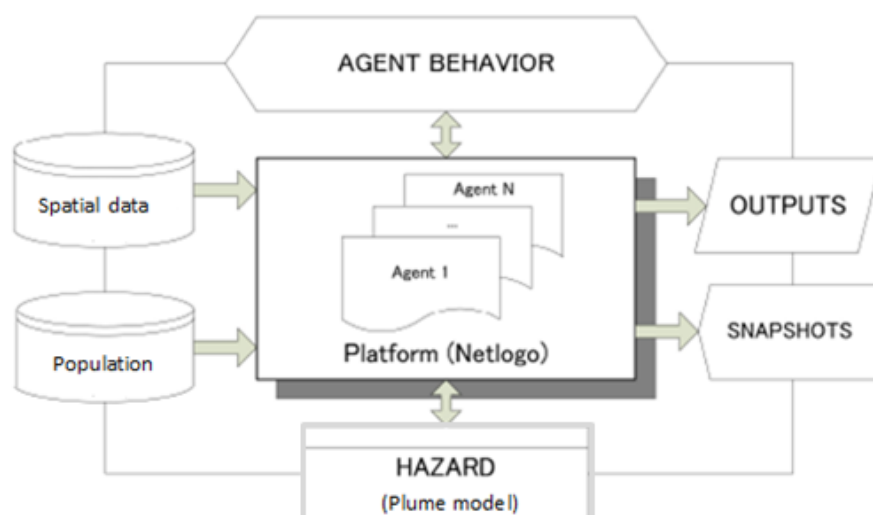 AGENT BEHAVIOR
Spatial data
Agent N
...
Agent 1
OUTPUTS
Population
Platform (Netlogo)
SNAPSHOTS
HAZARD
(Plume model)